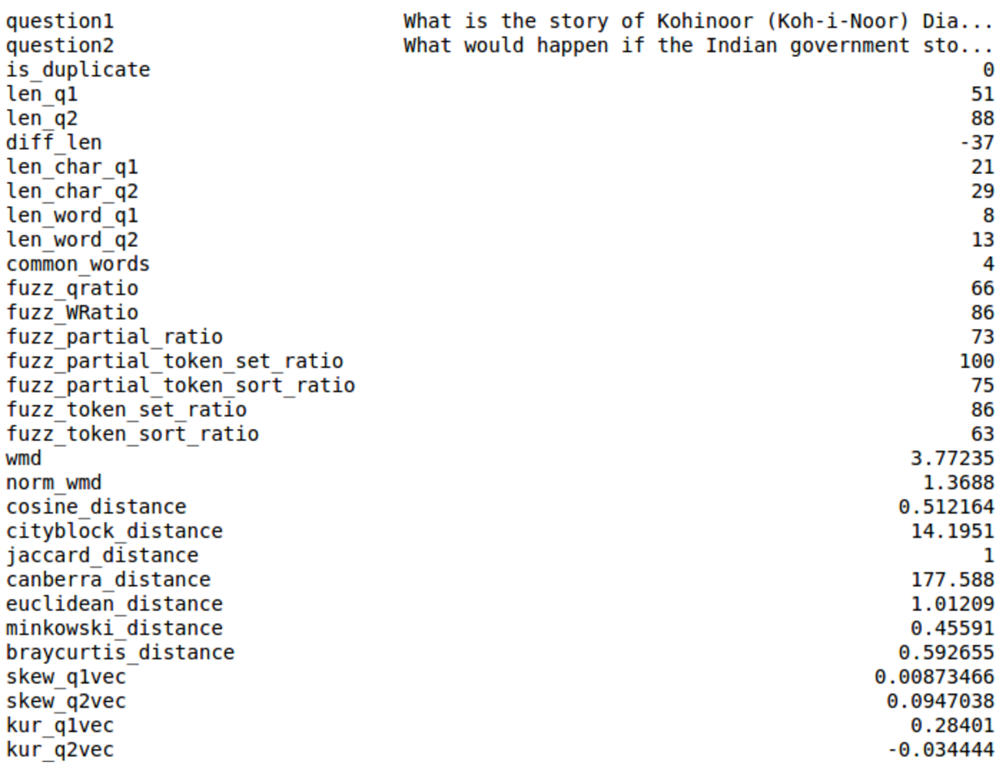 question1 What is the story of Kohinoor (Koh-i-Noor) Dia...
question2 What would happen if the Indian government sto...
is_duplicate 0
len_q1 51
len_q2 88
diff_len -37
len_char_q1 21
len_char_q2 29
len_word_q1 8
len_word_q2 13
common_words 4
fuzz_qratio 66
fuzz_WRatio 86
fuzz_partial_ratio 73
fuzz_partial_token_set_ratio 100
fuzz_partial_token_sort_ratio 75
fuzz_token_set_ratio 86
fuzz_token_sort_ratio 63
wmd 3.77235
norm_wmd 1.3688
cosine_distance 0.512164
cityblock_distance 14.1951
jaccard_distance 1
canberra_distance 177.588
euclidean_distance 1.01209
minkowski_distance 0.45591
braycurtis_distance 0.592655
skew_q1vec 0.00873466
skew_q2vec 0.0947038
kur_q1vec 0.28401
kur_q2vec -0.034444